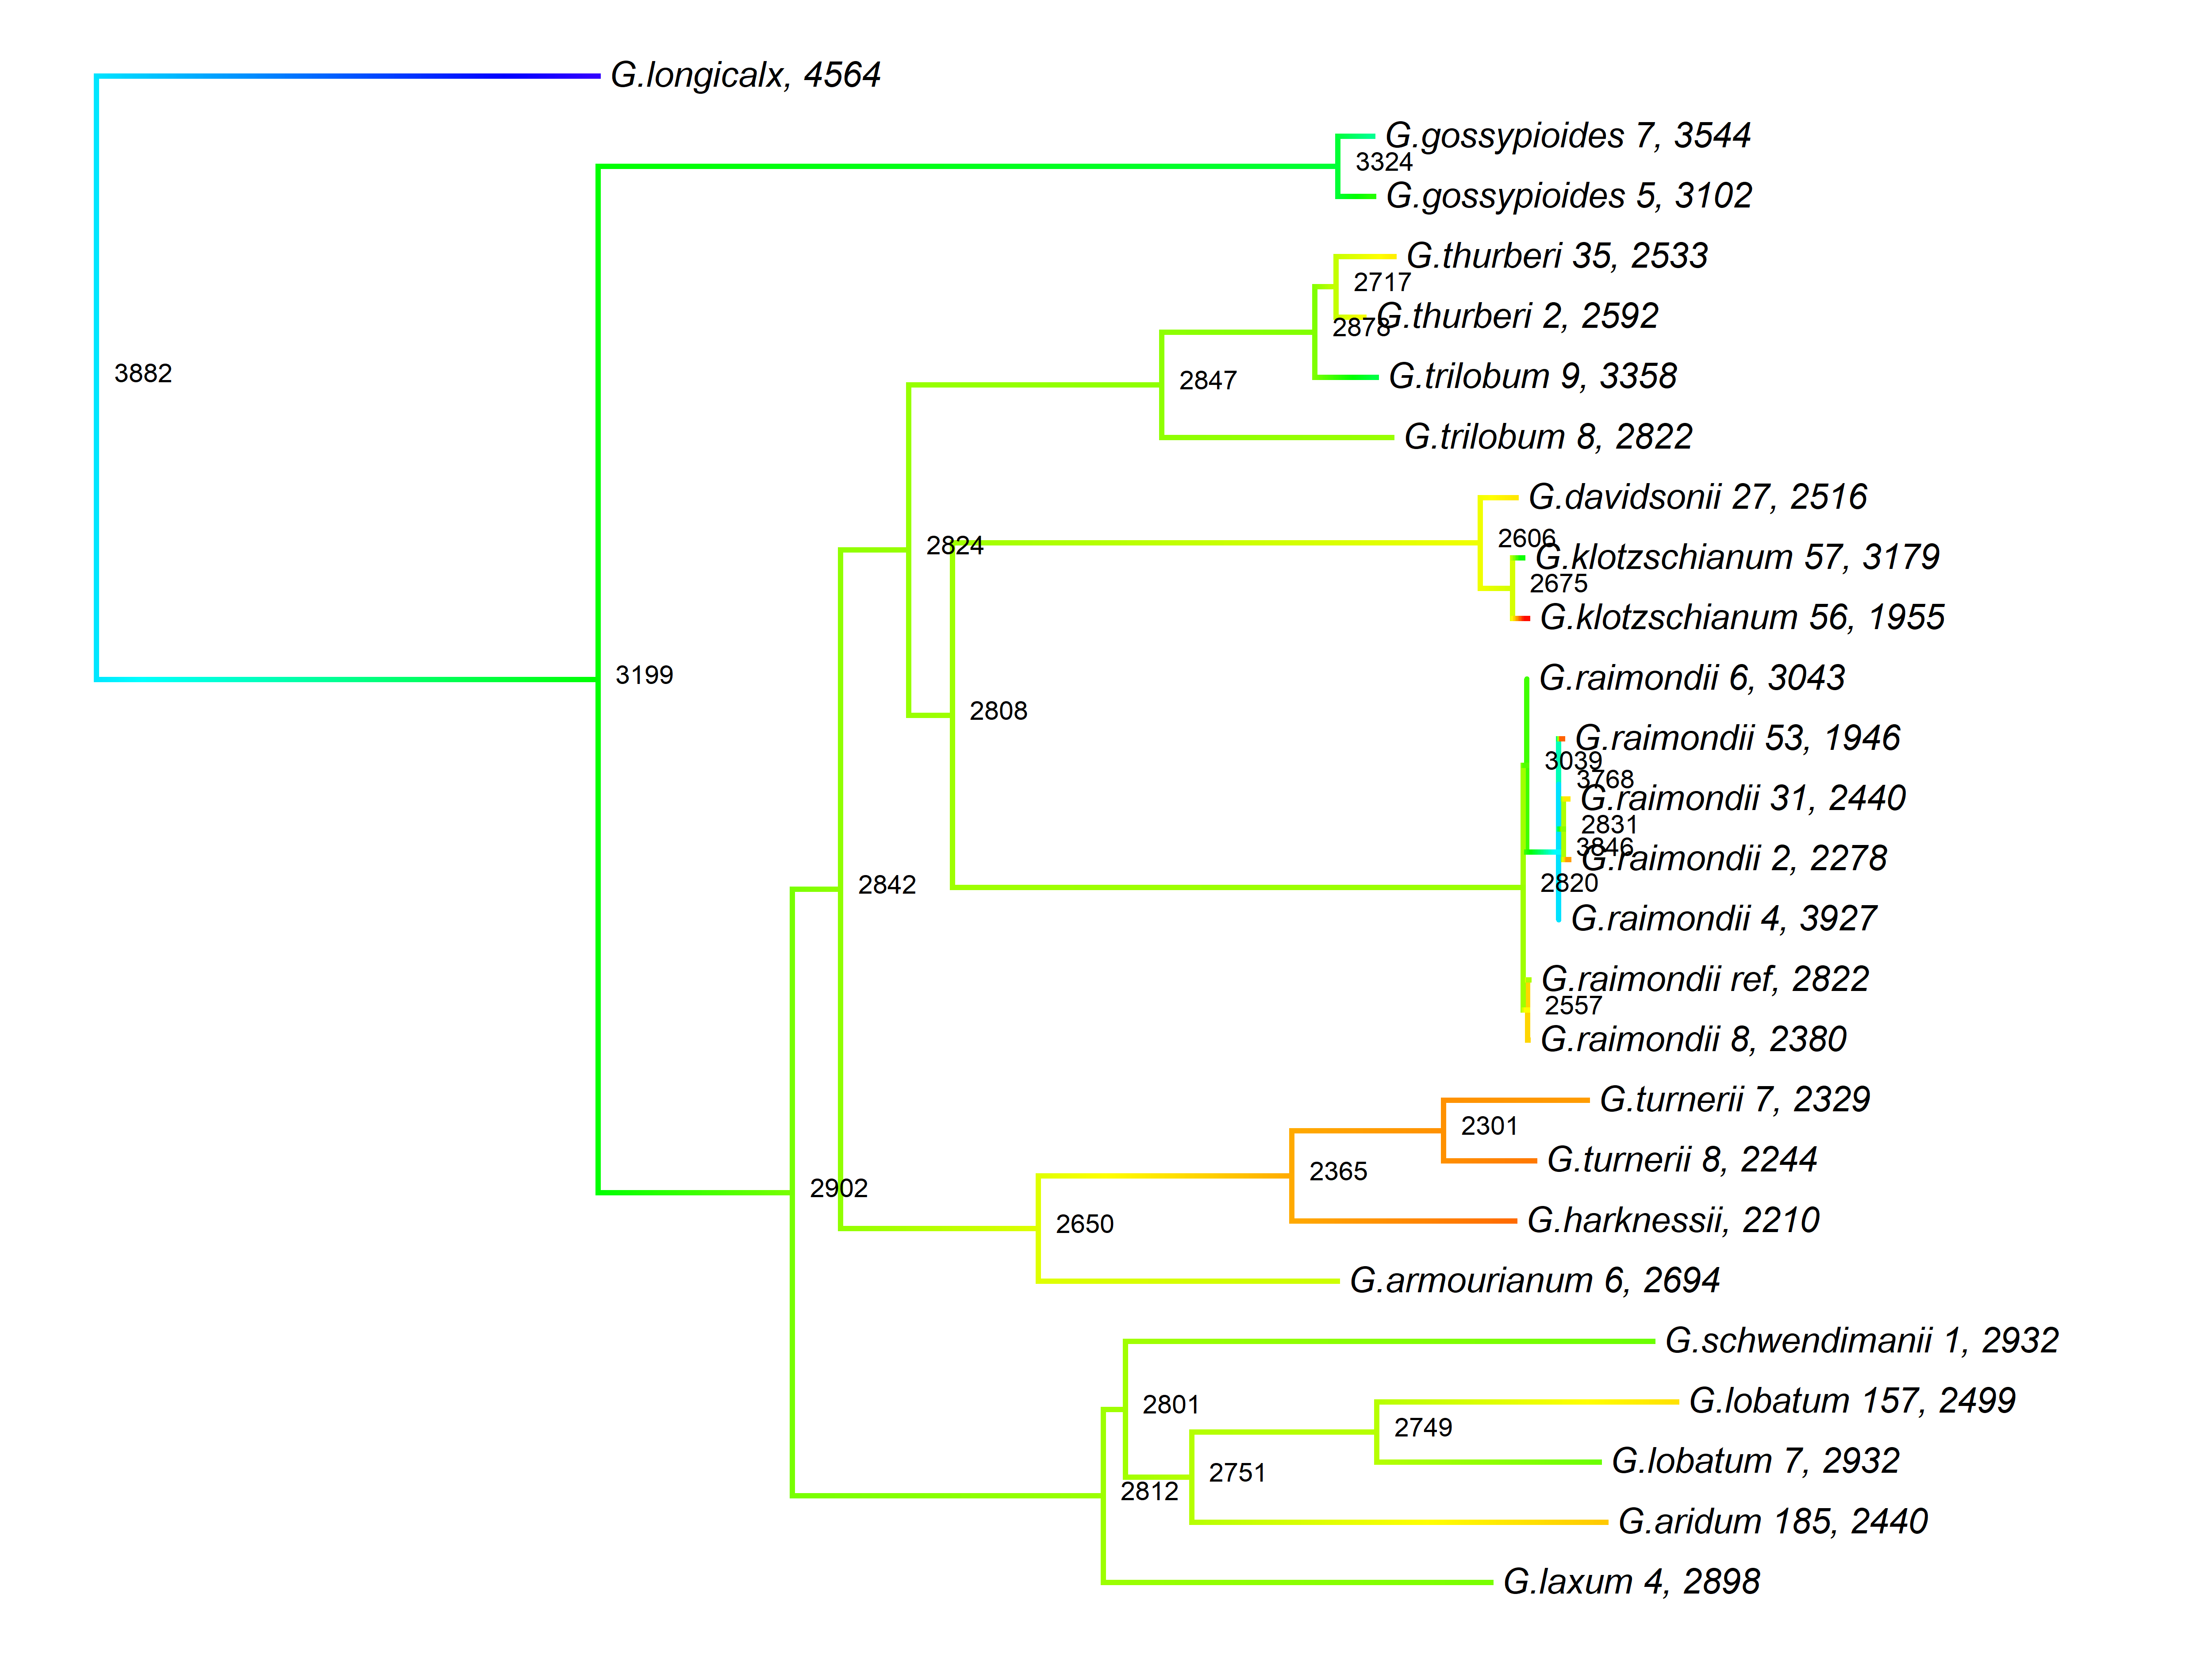 G.longicalx, 4564
G.gossypioides 7, 3544
3324
G.gossypioides 5, 3102
G.thurberi 35, 2533
2717
G.thurberi 2, 2592
2878
3882
G.trilobum 9, 3358
2847
G.trilobum 8, 2822
G.davidsonii 27, 2516
2606
2824
G.klotzschianum 57, 3179
2675
G.klotzschianum 56, 1955
3199
G.raimondii 6, 3043
2808
G.raimondii 53, 1946
3039
3768
G.raimondii 31, 2440
2831
3846
G.raimondii 2, 2278
2842
2820
G.raimondii 4, 3927
G.raimondii ref, 2822
2557
G.raimondii 8, 2380
G.turnerii 7, 2329
2301
G.turnerii 8, 2244
2365
2902
G.harknessii, 2210
2650
G.armourianum 6, 2694
G.schwendimanii 1, 2932
G.lobatum 157, 2499
2801
2749
G.lobatum 7, 2932
2751
2812
G.aridum 185, 2440
G.laxum 4, 2898